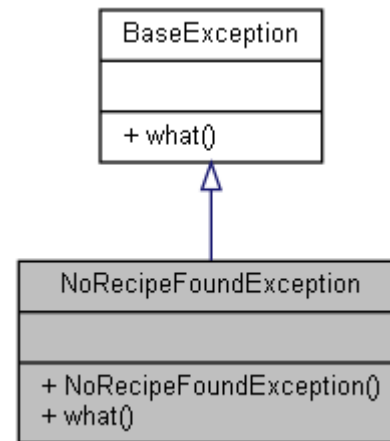 BaseException
+ what()
NoRecipeFoundException
+ NoRecipeFoundException()
+ what()